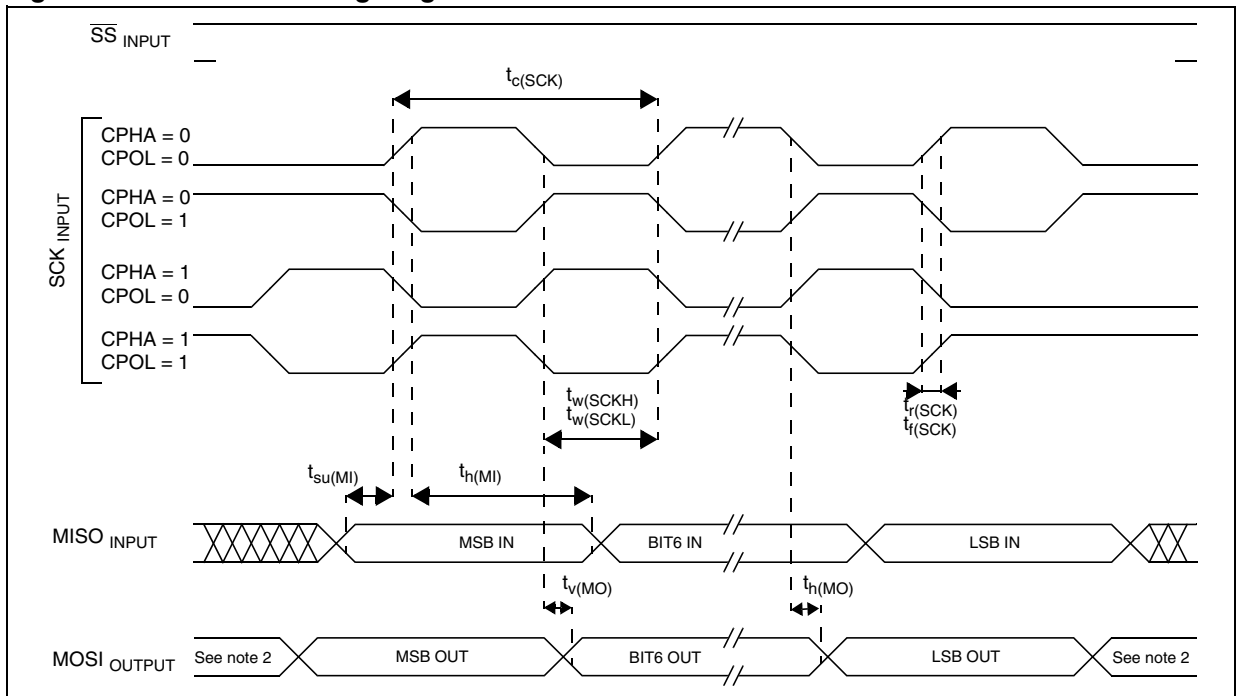 SS INPUT
tc(SCK)
SCK INPUT
CPHA = 0
CPOL = 0
CPHA = 0
CPOL = 1
CPHA = 1
CPOL = 0
CPHA = 1
CPOL = 1
tw(SCKH)
tw(SCKL)
tr(SCK)
tf(SCK)
tsu(MI)
th(MI)
MISO INPUT
MSB IN
BIT6 IN
LSB IN
tv(MO)
th(MO)
MOSI OUTPUT
See note 2
MSB OUT
BIT6 OUT
LSB OUT
See note 2